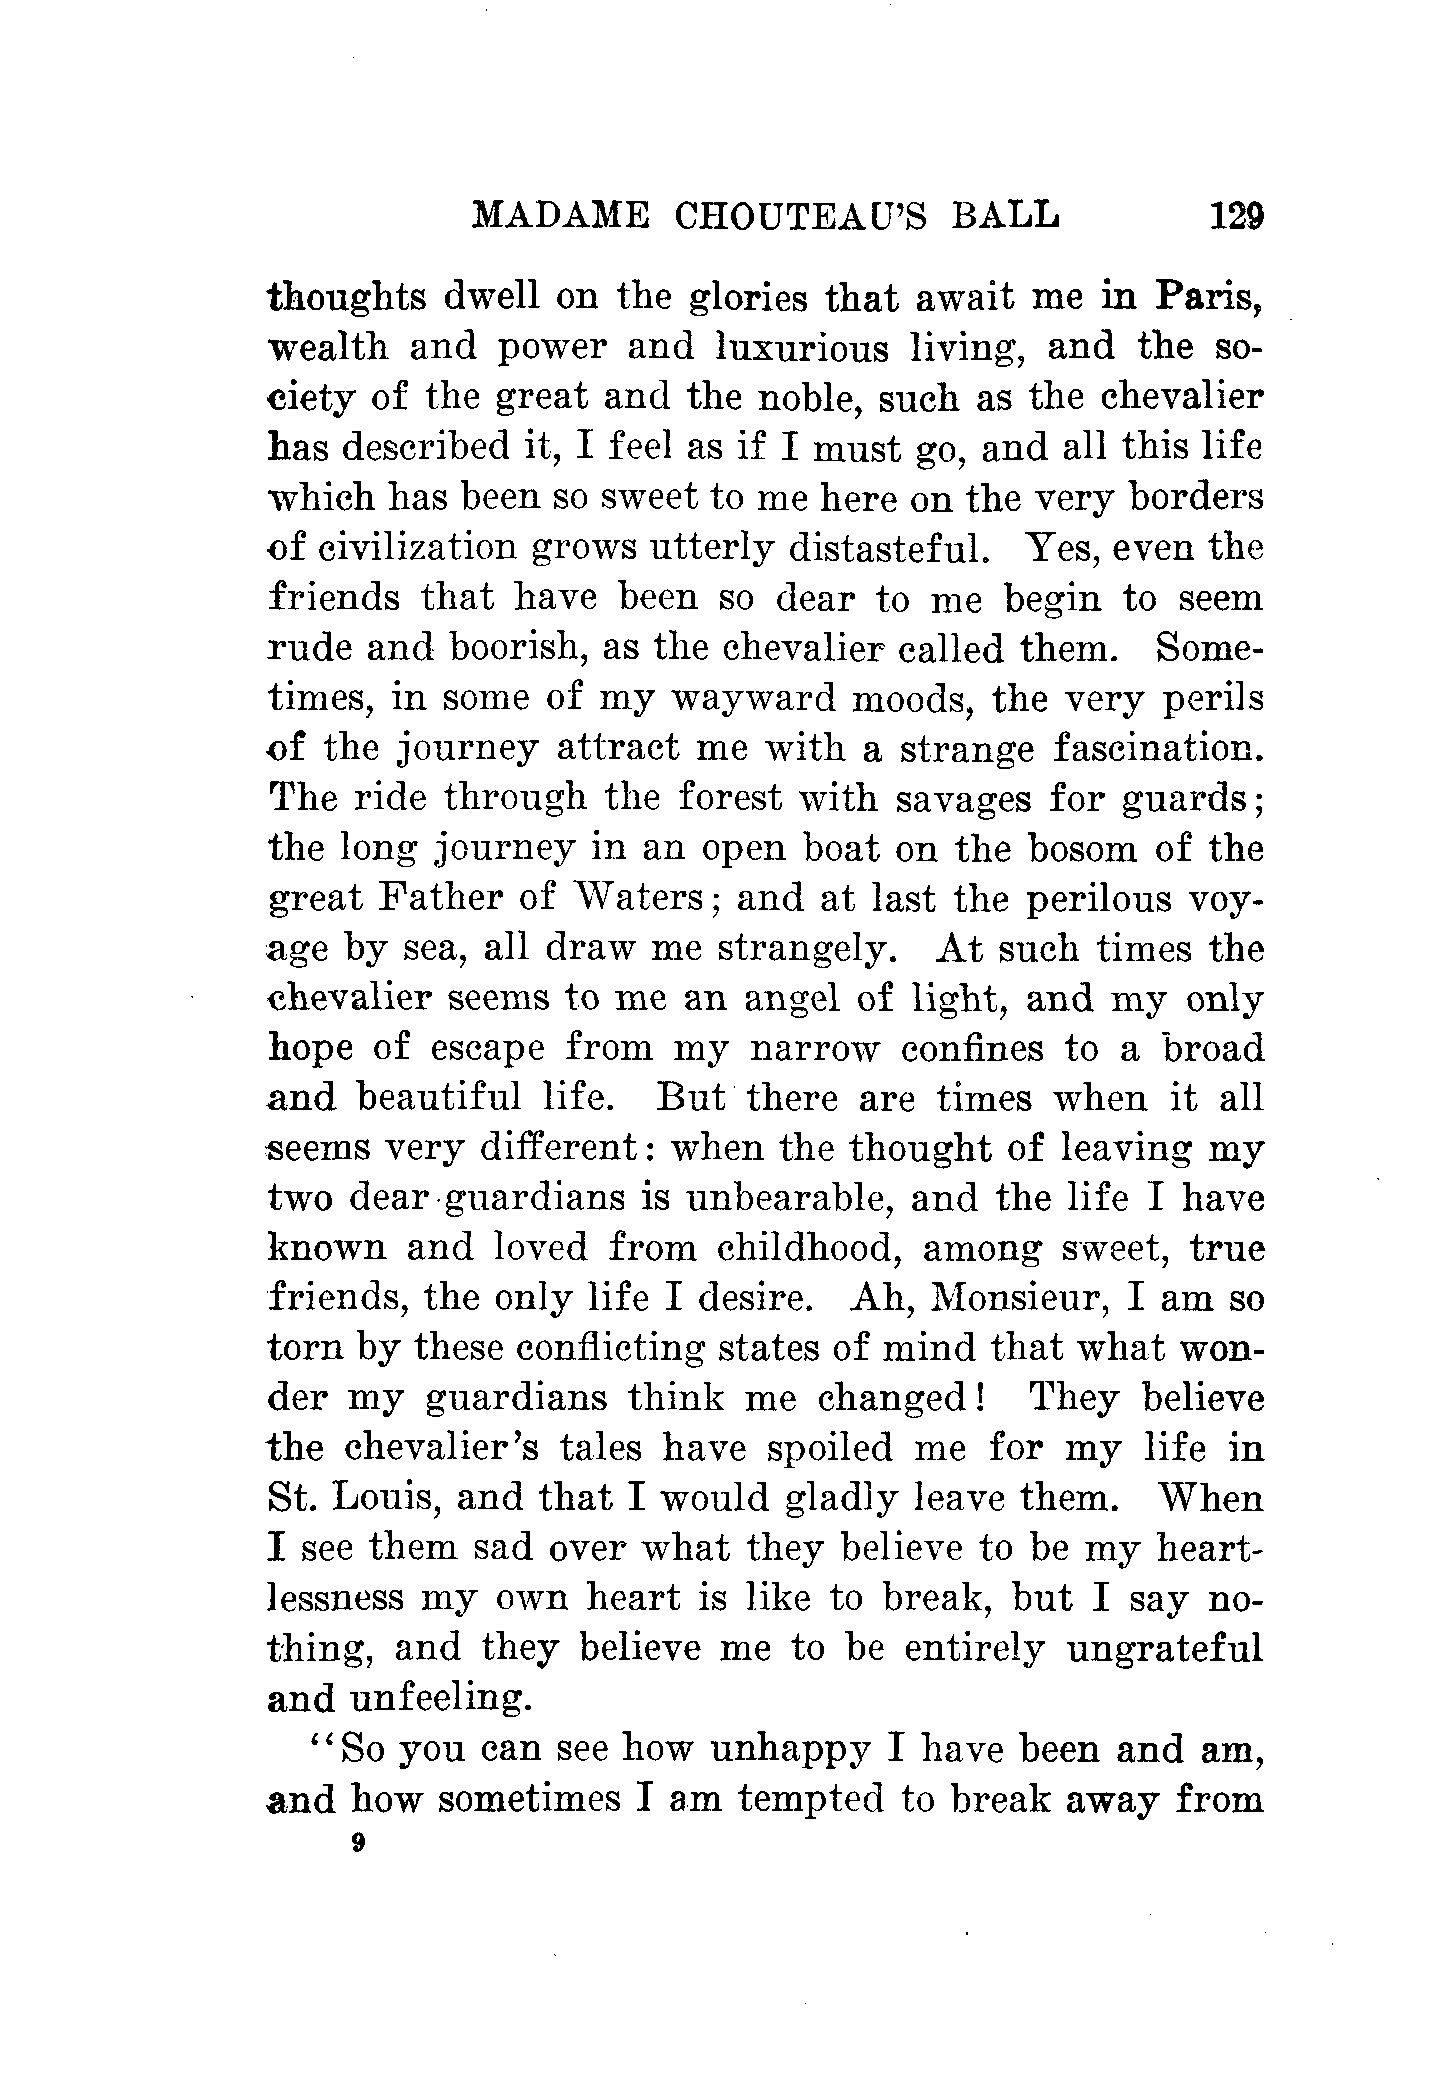 MADAME CHOUTEAU'S BALL 129
thoughts dwell on the glories that await me in Paris,
wealth and power and luxurious living, and the so-
ciety of the great and the noble, such as the chevalier
has described it, I feel as if I must go, and all this life
which has been so sweet to me here on the very borders
of civilization grows utterly distasteful. Yes, even the
friends that have been so dear to me begin to seem
rude and boorish, as the chevalier called them. Some-
times, in some of my wayward moods, the very perils
of the journey attract me with a strange fascination.
The ride through the forest with savages for guards;
the long journey in an open boat on the bosom of the
great Father of Waters; and at last the perilous voy-
age by sea, all draw me strangely. At such times the
chevalier seems to me an angel of light, and my only
hope of escape from my narrow confines to a broad
and beautiful life. But there are times when it all
seems very different: when the thought of leaving my
two dear guardians is unbearable, and the life I have
known and loved from childhood, among sweet, true
friends, the only life I desire. Ah, Monsieur, I am so
torn by these conflicting states of mind that what won-
der my guardians think me changed! They believe
the chevalier's tales have spoiled me for my life in
St. Louis, and that I would gladly leave them. When
I see them sad over what they believe to be my heart-
lessness my own heart is like to break, but I say no-
thing, and they believe me to be entirely ungrateful
and unfeeling.
"So you can see how unhappy I have been and am,
and how sometimes I am tempted to break away from
9